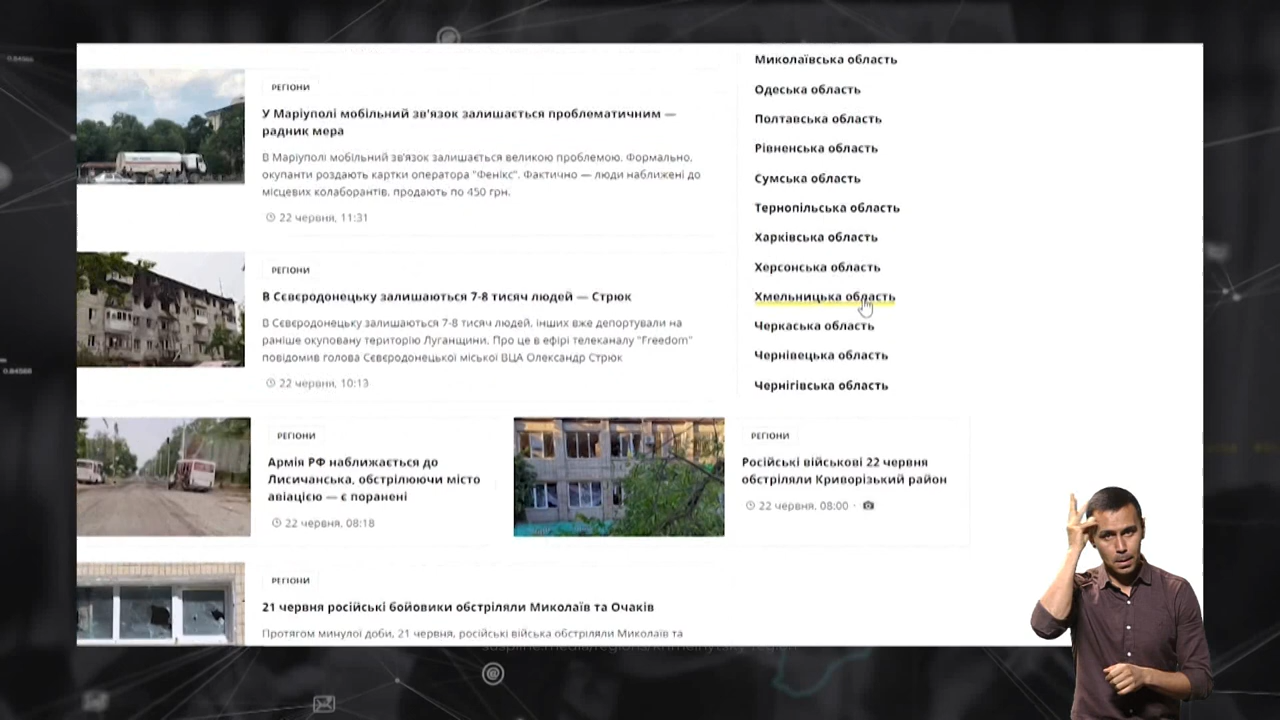 РЕГІОНИ
У Маріуполі мобільний зв'язок залишається проблематичним —
радник мера
В Маріуполі мобільний зв'язок залишається великою проблемою. Формально,
окупанти роздають картки оператора "Фенікс". Фактично — люди наближені до
місцевих колаборантів, продають по 450 грн.
22 червня, 11:31
РЕГІОНИ
В Сєвєродонецьку залишаються 7-8 тисяч людей — Стрюк
В Сєвєродонецьку залишаються 7-8 тисяч людей, інших вже депортували на
раніше окуповану територію Луганщини. Про це в ефірі телеканалу "Freedom"
повідомив голова Сєвєродонецької міської ВЦА Олександр Стрюк
22 червня, 10:13
Миколаївська область
Одеська область
Полтавська область
Рівненська область
Сумська область
Тернопільська область
Харківська область
Херсонська область
Хмельницька область
Черкаська область
Чернівецька область
Чернігівська область
РЕГІОНИ
Армія РФ наближається до
Лисичанська, обстрілюючи місто
авіацією — є поранені
22 червня, 08:18
РЕГІОНИ
Російські військові 22 червня
обстріляли Криворізький район
22 червня, 08:00 ·
РЕГІОНИ
21 червня російські бойовики обстріляли Миколаїв та Очаків
Протягом минулої доби, 21 червня, російські війська обстріляли Миколаїв та